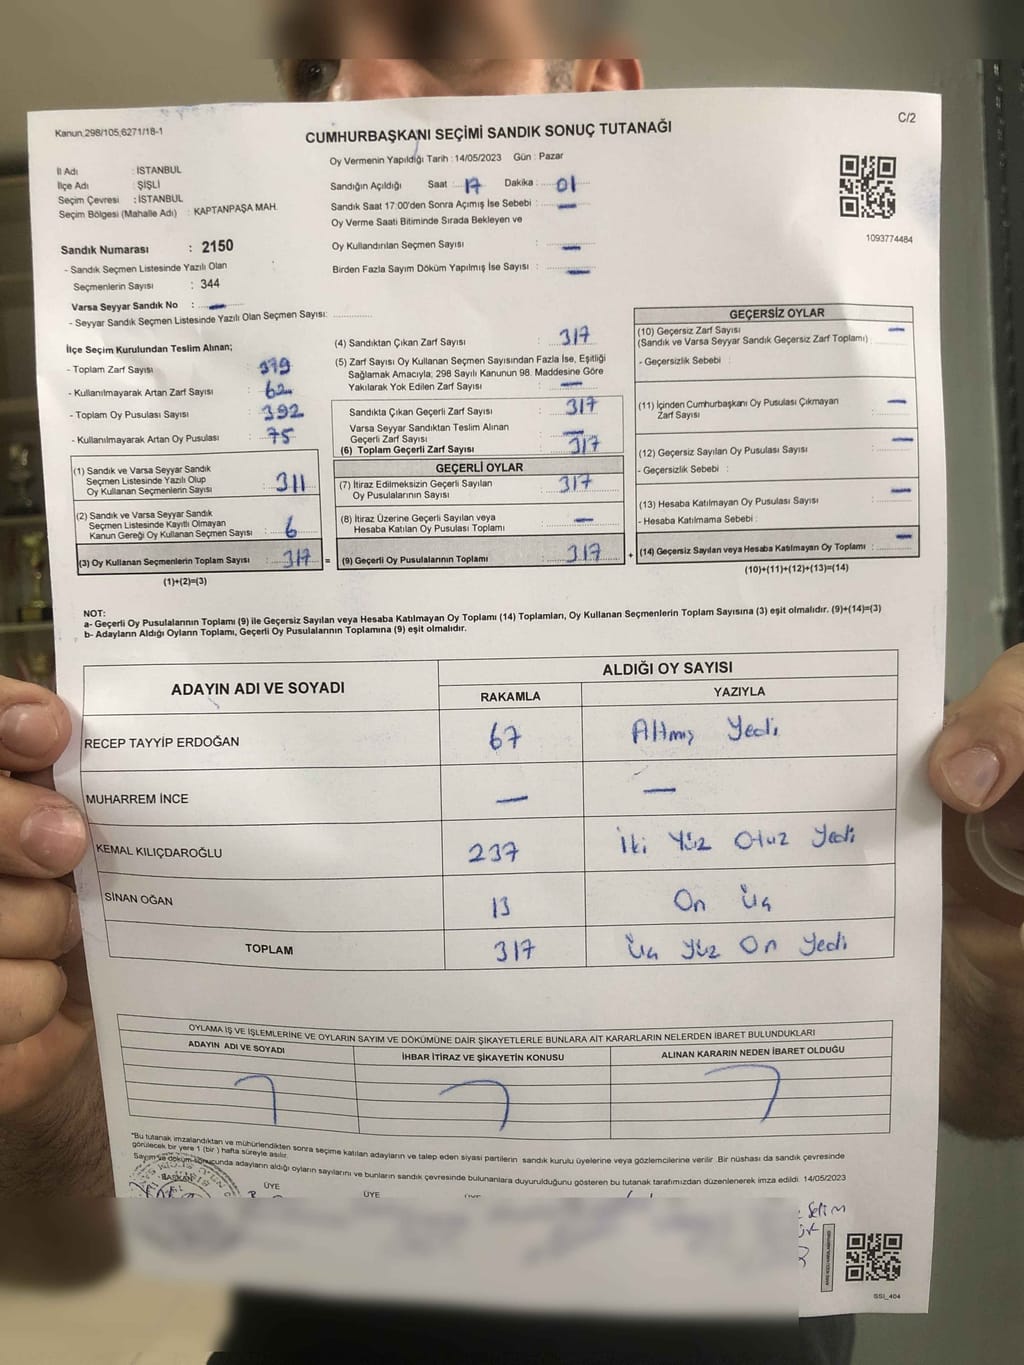 Kanun 298/105,6271/18-1
C/2
CUMHURBAŞKANI SEÇİMİ SANDIK SONUÇ TUTANAĞI
Oy Vermenin Yapıldığı Tarih : 14/05/2023 Gün : Pazar
İl Adı : İSTANBUL
İlçe Adı : ŞİŞLİ
Seçim Çevresi : İSTANBUL
Seçim Bölgesi (Mahalle Adı) : KAPTANPAŞA MAH.
Sandığın Açıldığı Saat : 17 Dakika : 01
Sandık Saat 17:00'den Sonra Açımış İse Sebebi : —
Oy Verme Saati Bitiminde Sırada Bekleyen ve
Oy Kullandırılan Seçmen Sayısı : —
Birden Fazla Sayım Döküm Yapılmış İse Sayısı : —
1093774484
Sandık Numarası : 2150
- Sandık Seçmen Listesinde Yazılı Olan
Seçmenlerin Sayısı : 344
Varsa Seyyar Sandık No : —
- Seyyar Sandık Seçmen Listesinde Yazılı Olan Seçmen Sayısı:
İlçe Seçim Kurulundan Teslim Alınan;
- Toplam Zarf Sayısı : 379
- Kullanılmayarak Artan Zarf Sayısı : 62
- Toplam Oy Pusulası Sayısı : 392
- Kullanılmayarak Artan Oy Pusulası : 75
(1) Sandık ve Varsa Seyyar Sandık
Seçmen Listesinde Yazılı Olup
Oy Kullanan Seçmenlerin Sayısı : 311
(2) Sandık ve Varsa Seyyar Sandık
Seçmen Listesinde Kayıtlı Olmayan
Kanun Gereği Oy Kullanan Seçmen Sayısı : 6
(3) Oy Kullanan Seçmenlerin Toplam Sayısı : 317 =
(1)+(2)=(3)
(4) Sandıktan Çıkan Zarf Sayısı : 317
(5) Zarf Sayısı Oy Kullanan Seçmen Sayısından Fazla İse, Eşitliği
Sağlamak Amacıyla; 298 Sayılı Kanunun 98. Maddesine Göre
Yakılarak Yok Edilen Zarf Sayısı : —
Sandıkta Çıkan Geçerli Zarf Sayısı : 317
Varsa Seyyar Sandıktan Teslim Alınan
Geçerli Zarf Sayısı : —
(6) Toplam Geçerli Zarf Sayısı : 317
GEÇERLİ OYLAR
(7) İtiraz Edilmeksizin Geçerli Sayılan
Oy Pusulalarının Sayısı : 317
(8) İtiraz Üzerine Geçerli Sayılan veya
Hesaba Katılan Oy Pusulası Toplamı : —
(9) Geçerli Oy Pusulalarının Toplamı : 317 +
GEÇERSİZ OYLAR
(10) Geçersiz Zarf Sayısı —
(Sandık ve Varsa Seyyar Sandık Geçersiz Zarf Toplamı) :
- Geçersizlik Sebebi :
(11) İçinden Cumhurbaşkanı Oy Pusulası Çıkmayan —
Zarf Sayısı :
(12) Geçersiz Sayılan Oy Pusulası Sayısı : —
- Geçersizlik Sebebi :
(13) Hesaba Katılmayan Oy Pusulası Sayısı : —
- Hesaba Katılmama Sebebi :
(14) Geçersiz Sayılan veya Hesaba Katılmayan Oy Toplamı : —
(10)+(11)+(12)+(13)=(14)
NOT:
a- Geçerli Oy Pusulalarının Toplamı (9) ile Geçersiz Sayılan veya Hesaba Katılmayan Oy Toplamı (14) Toplamları, Oy Kullanan Seçmenlerin Toplam Sayısına (3) eşit olmalıdır. (9)+(14)=(3)
b- Adayların Aldığı Oyların Toplamı, Geçerli Oy Pusulalarının Toplamına (9) eşit olmalıdır.
ADAYIN ADI VE SOYADI
ALDIĞI OY SAYISI
RAKAMLA YAZIYLA
RECEP TAYYİP ERDOĞAN 67 Altmış Yedi
MUHARREM İNCE — —
KEMAL KILIÇDAROĞLU 237 İki Yüz Otuz Yedi
SİNAN OĞAN 13 On Üç
TOPLAM 317 Üç Yüz On Yedi
OYLAMA İŞ VE İŞLEMLERİNE VE OYLARIN SAYIM VE DÖKÜMÜNE DAİR ŞİKAYETLERLE BUNLARA AİT KARARLARIN NELERDEN İBARET BULUNDUKLARI
ADAYIN ADI VE SOYADI İHBAR İTİRAZ VE ŞİKAYETİN KONUSU ALINAN KARARIN NEDEN İBARET OLDUĞU
*Bu tutanak imzalandıktan ve mühürlendikten sonra seçime katılan adayların ve talep eden siyasi partilerin sandık kurulu üyelerine veya gözlemcilerine verilir. Bir nüshası da sandık çevresinde
görülecek bir yere 1 (bir) hafta süreyle asılır.
Sayım ve döküm sonucunda adayların aldığı oyların sayılarını ve bunların sandık çevresinde bulunanlara duyurulduğunu gösteren bu tutanak tarafımızdan düzenlenerek imza edildi. 14/05/2023
BAŞKAN ÜYE ÜYE
Selim
SSI_404